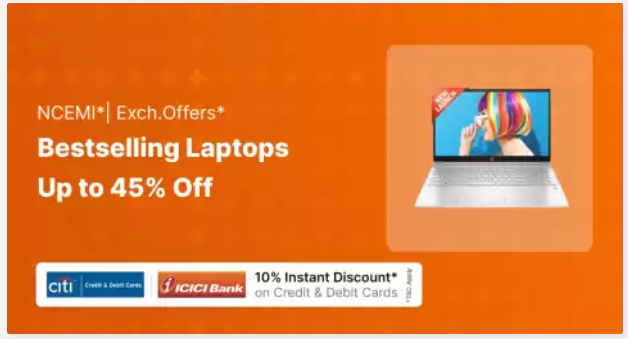 NCEMI*| Exch.Offers*
Bestselling Laptops
Up to 45% Off
NEW LAUNCH
citi Credit & Debit Cards
ICICI Bank
10% Instant Discount*
on Credit & Debit Cards
*T&C Apply